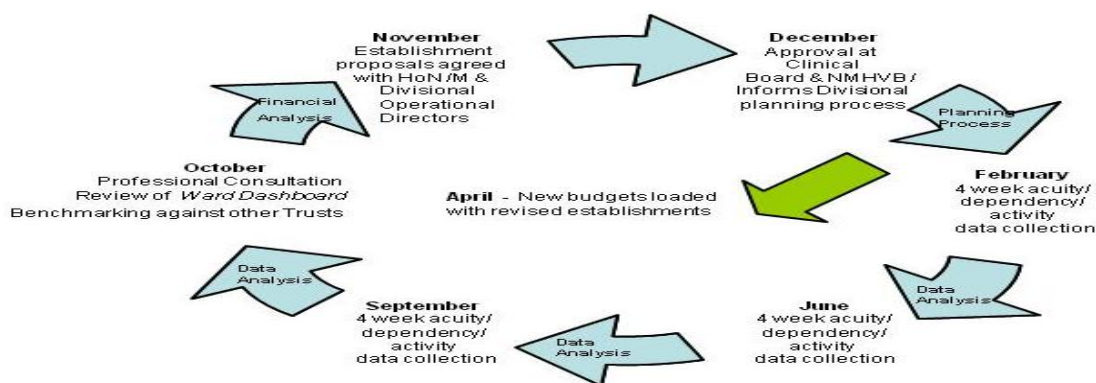 November
Establishment
proposals agreed
with HoN/M &
Divisional
Operational
Directors
December
Approval at
Clinical
Board & NMHVB/
Informs Divisional
planning process
Planning
Process
February
4 week acuity/
dependency/
activity
data collection
Data
Analysis
June
4 week acuity/
dependency/
activity
data collection
Data
Analysis
September
4 week acuity/
dependency/
activity
data collection
Data
Analysis
October
Professional Consultation
Review of Ward Dashboard
Benchmarking against other Trusts
Financial
Analysis
April - New budgets loaded
with revised establishments